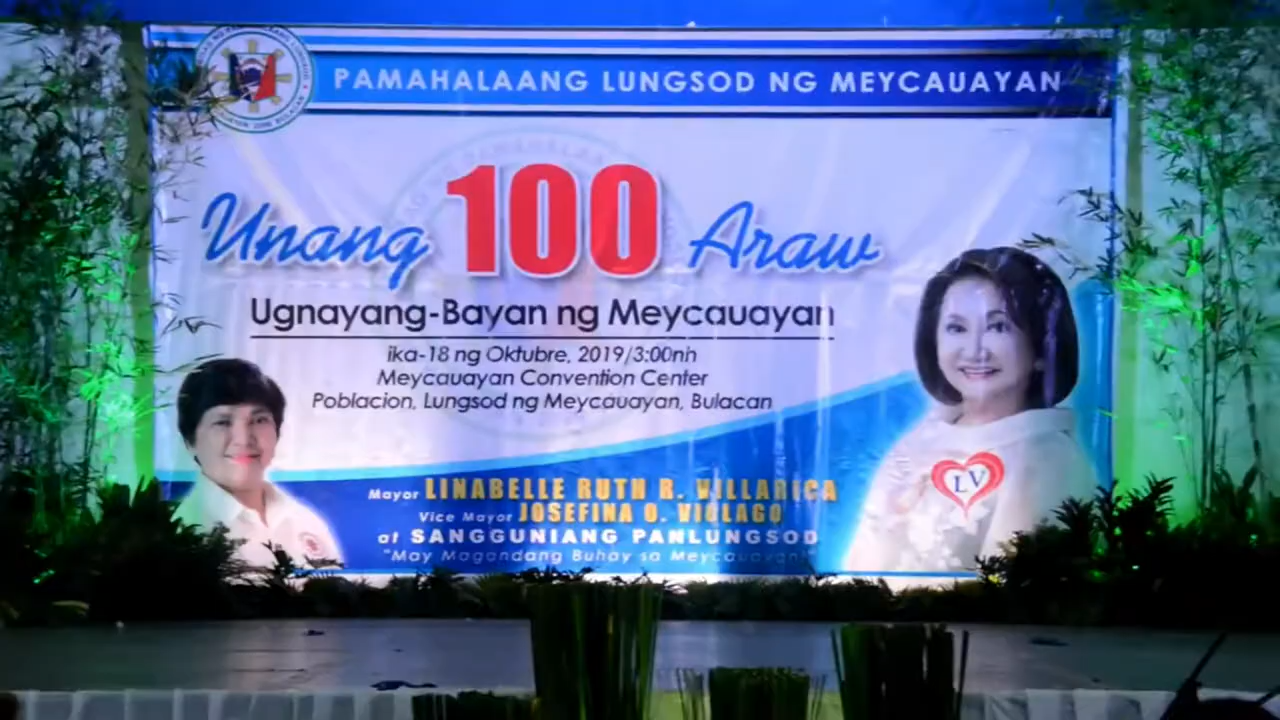 PAMAHALAANG LUNGSOD NG MEYCAUAYAN
Unang 100 Araw
Ugnayang-Bayan ng Meycauayan
ika-18 ng Oktubre, 2019/3:00nh
Meycauayan Convention Center
Poblacion, Lungsod ng Meycauayan, Bulacan
Mayor LINABELLE RUTH R. VILLARICA
Vice Mayor JOSEFINA O. VIOLAGO
at SANGGUNIANG PANLUNGSOD
"May Magandang Buhay sa Meycauayan!"
LV